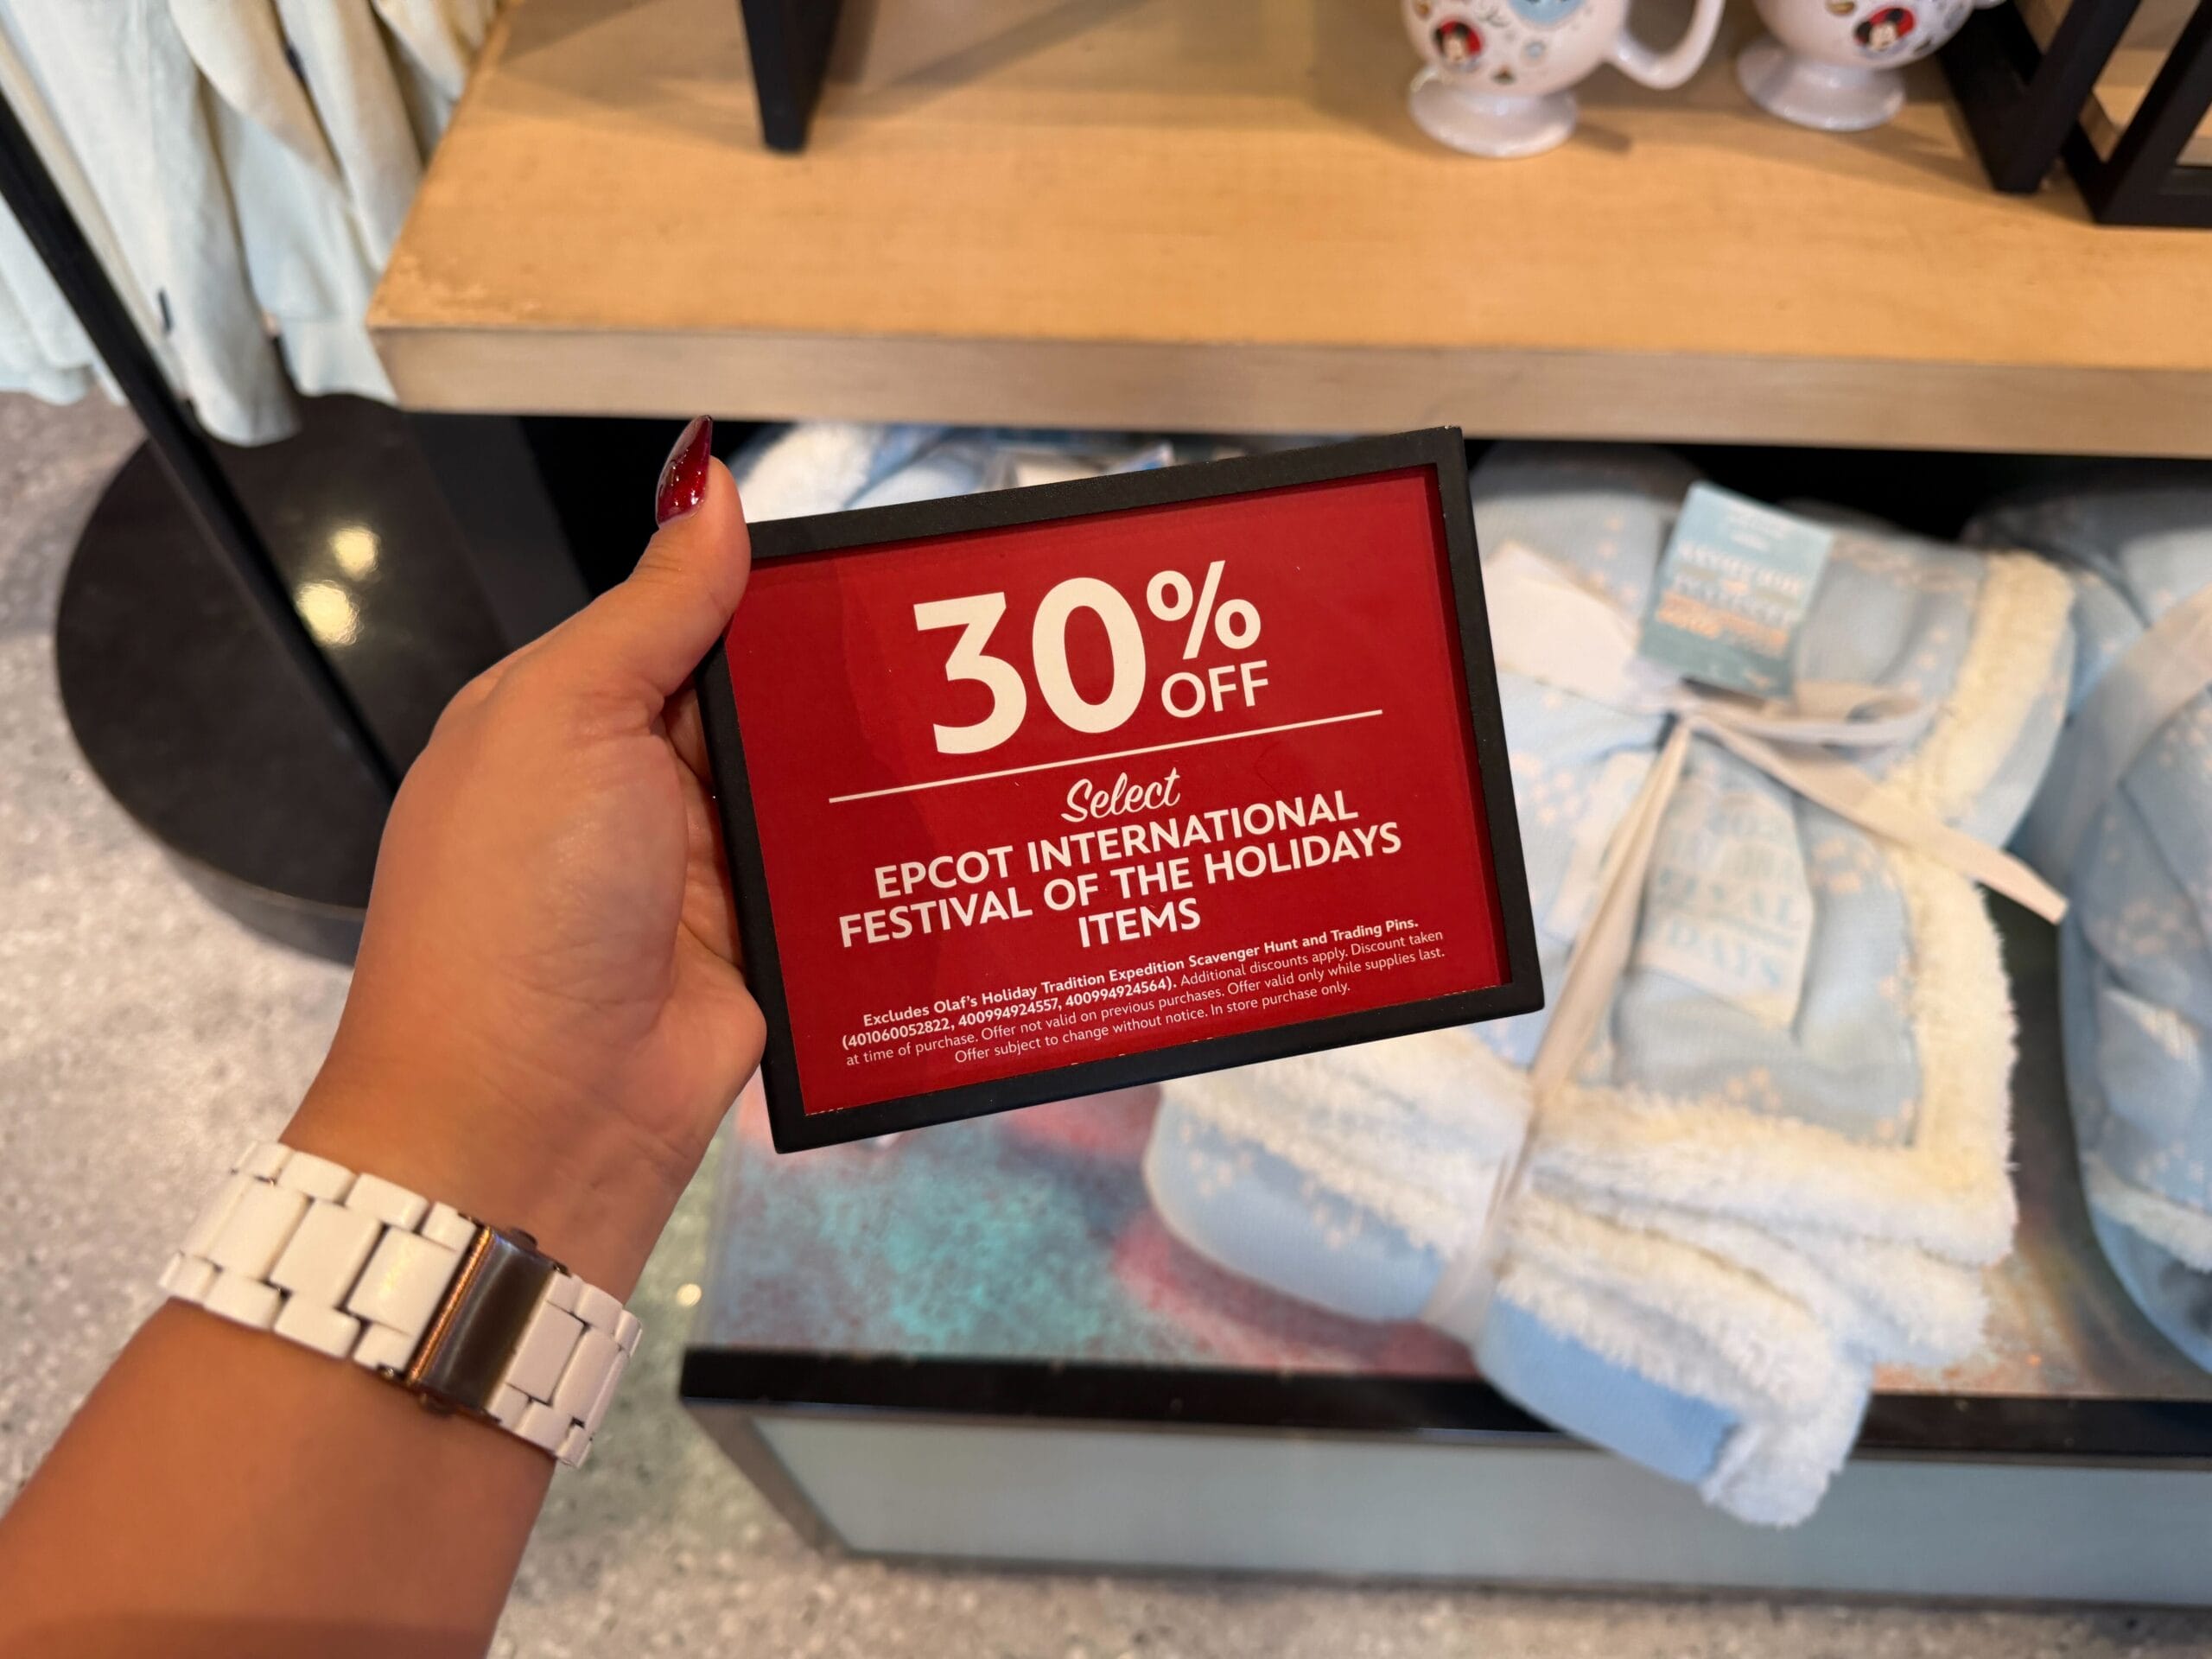 30%
OFF
Select
EPCOT INTERNATIONAL
FESTIVAL OF THE HOLIDAYS
ITEMS
Excludes Olaf's Holiday Tradition Expedition Scavenger Hunt and Trading Pins.
(401060052822, 400994924557, 400994924564). Additional discounts apply. Discount taken
at time of purchase. Offer not valid on previous purchases. Offer valid only while supplies last.
Offer subject to change without notice. In store purchase only.